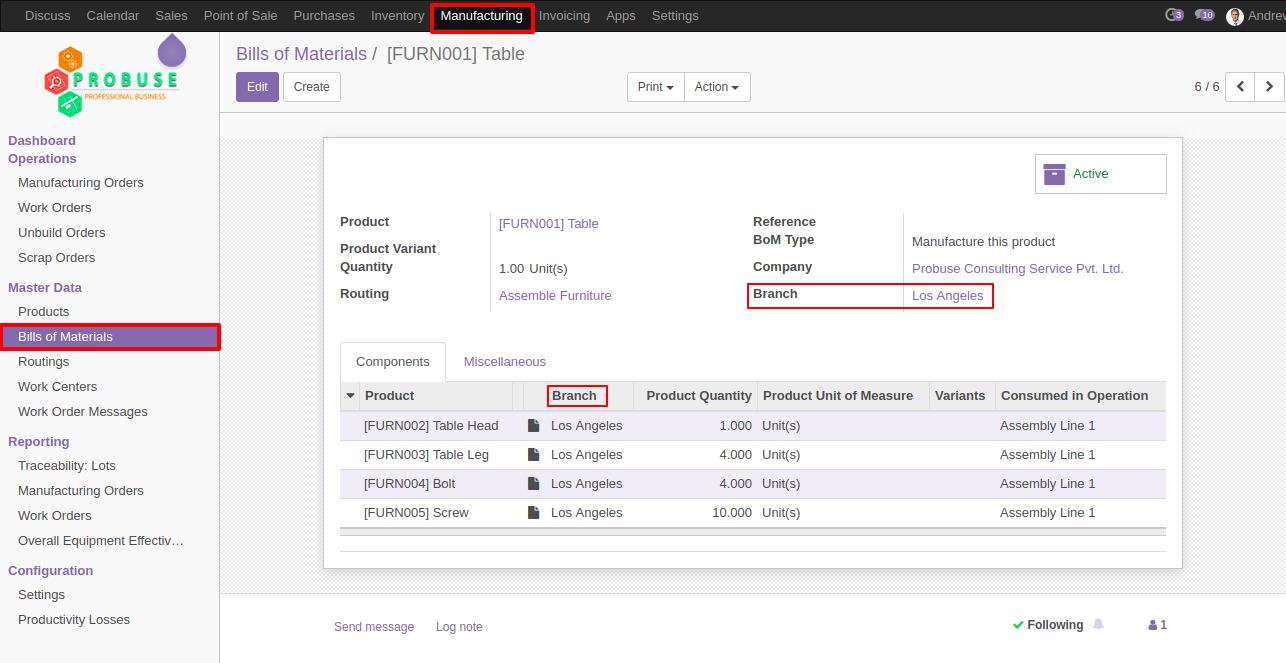 Discuss Calendar Sales Point of Sale Purchases Inventory Manufacturing Invoicing Apps Settings 3 10 Andrew
PROBUSE
PROFESSIONAL BUSINESS
Dashboard
Operations
Manufacturing Orders
Work Orders
Unbuild Orders
Scrap Orders
Master Data
Products
Bills of Materials
Routings
Work Centers
Work Order Messages
Reporting
Traceability: Lots
Manufacturing Orders
Work Orders
Overall Equipment Effectiv…
Configuration
Settings
Productivity Losses
Bills of Materials / [FURN001] Table
Edit Create Print Action 6 / 6
Active
Product [FURN001] Table
Product Variant
Quantity 1.00 Unit(s)
Routing Assemble Furniture
Reference
BoM Type Manufacture this product
Company Probuse Consulting Service Pvt. Ltd.
Branch Los Angeles
Components Miscellaneous
Product Branch Product Quantity Product Unit of Measure Variants Consumed in Operation
[FURN002] Table Head Los Angeles 1.000 Unit(s) Assembly Line 1
[FURN003] Table Leg Los Angeles 4.000 Unit(s) Assembly Line 1
[FURN004] Bolt Los Angeles 4.000 Unit(s) Assembly Line 1
[FURN005] Screw Los Angeles 10.000 Unit(s) Assembly Line 1
Send message Log note Following 1